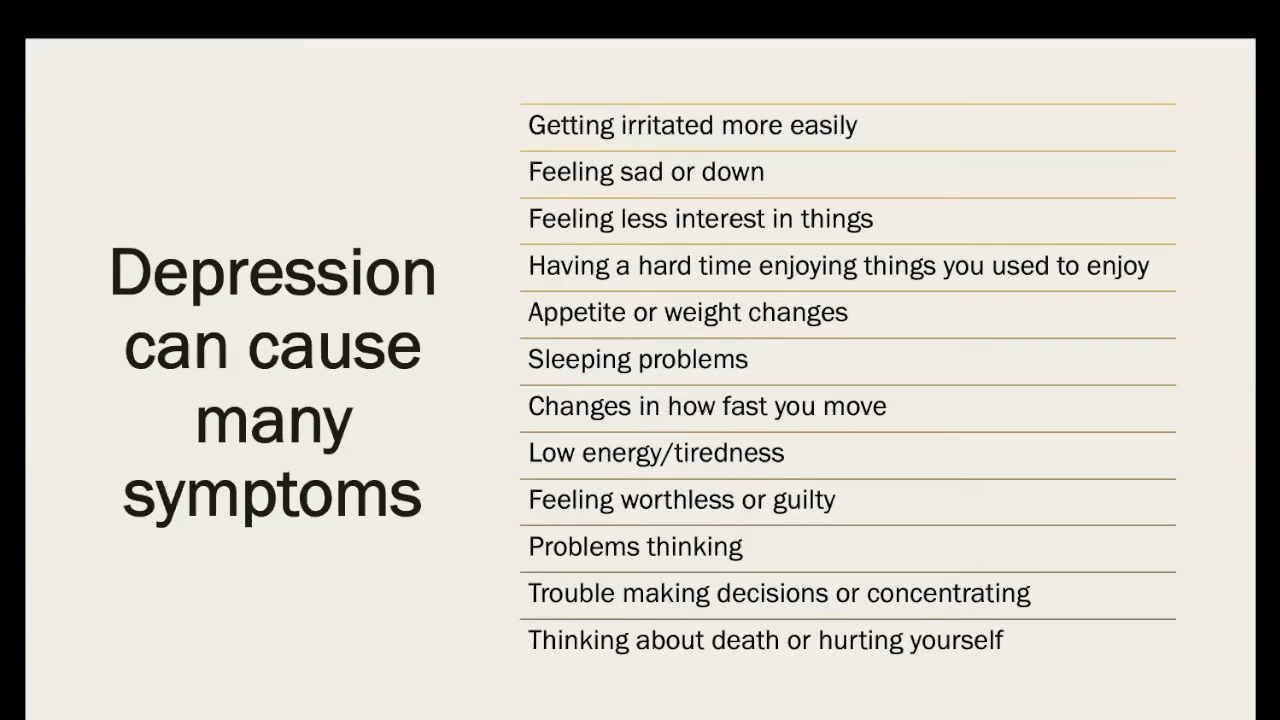 Depression
can cause
many
symptoms
Getting irritated more easily
Feeling sad or down
Feeling less interest in things
Having a hard time enjoying things you used to enjoy
Appetite or weight changes
Sleeping problems
Changes in how fast you move
Low energy/tiredness
Feeling worthless or guilty
Problems thinking
Trouble making decisions or concentrating
Thinking about death or hurting yourself